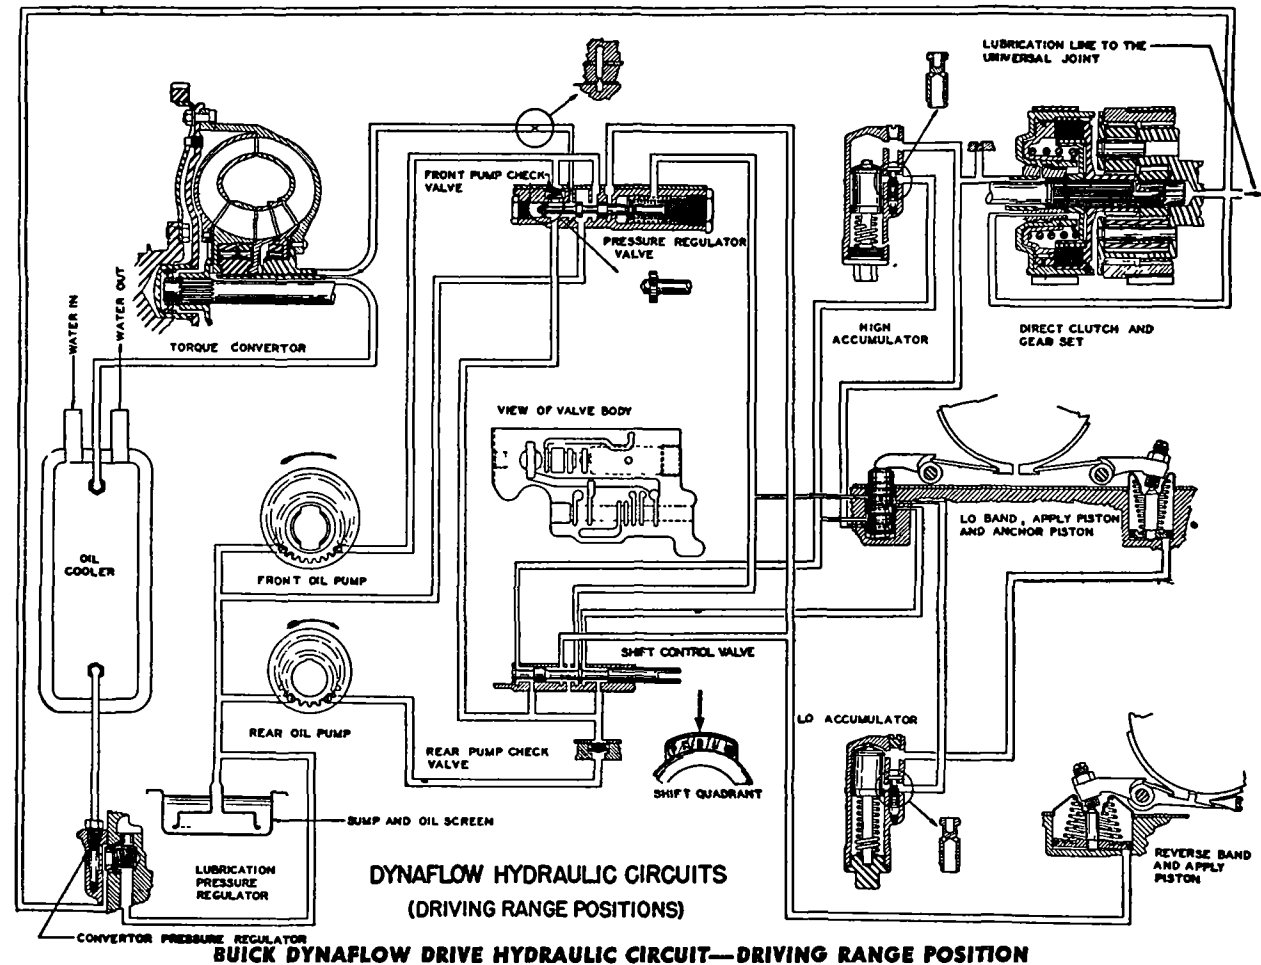 LUBRICATION LINE TO THE
UNIVERSAL JOINT
FRONT PUMP CHECK
VALVE
PRESSURE REGULATOR
VALVE
WATER IN
WATER OUT
TORQUE CONVERTOR
HIGH
ACCUMULATOR
DIRECT CLUTCH AND
GEAR SET
VIEW OF VALVE BODY
OIL
COOLER
FRONT OIL PUMP
LO BAND, APPLY PISTON
AND ANCHOR PISTON
SHIFT CONTROL VALVE
REAR OIL PUMP
REAR PUMP CHECK
VALVE
LO ACCUMULATOR
SHIFT QUADRANT
SUMP AND OIL SCREEN
LUBRICATION
PRESSURE
REGULATOR
REVERSE BAND
AND APPLY
PISTON
DYNAFLOW HYDRAULIC CIRCUITS
(DRIVING RANGE POSITIONS)
CONVERTOR PRESSURE REGULATOR
BUICK DYNAFLOW DRIVE HYDRAULIC CIRCUIT—DRIVING RANGE POSITION